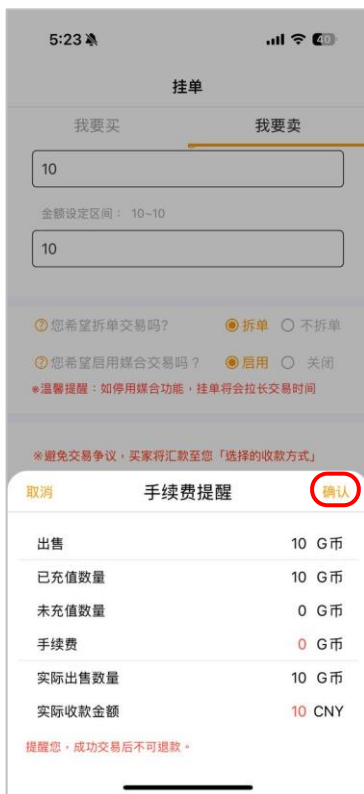 5:23
40
挂单
我要买 我要卖
10
金额设定区间： 10~10
10
您希望拆单交易吗? 拆单 不拆单
您希望启用媒合交易吗？ 启用 关闭
※温馨提醒：如停用媒合功能，挂单将会拉长交易时间
※避免交易争议，买家将汇款至您「选择的收款方式」
取消 手续费提醒 确认
出售 10 G币
已充值数量 10 G币
未充值数量 0 G币
手续费 0 G币
实际出售数量 10 G币
实际收款金额 10 CNY
提醒您，成功交易后不可退款。